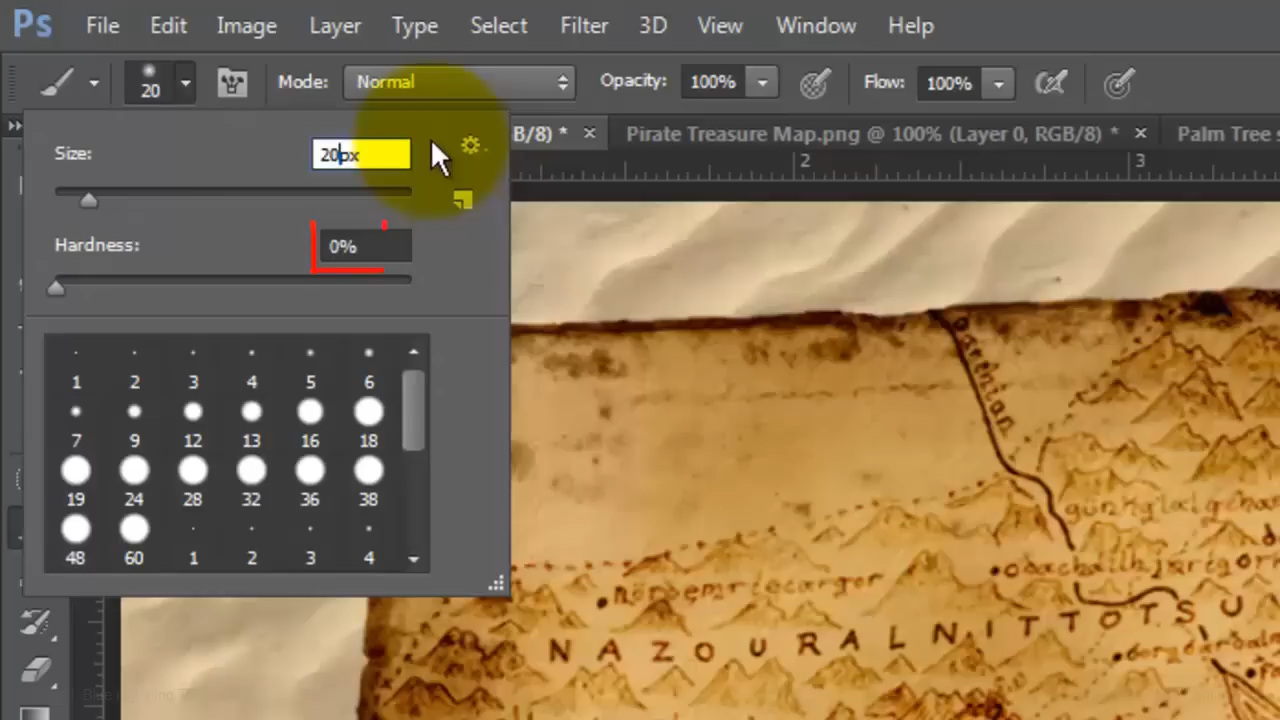 Ps File Edit Image Layer Type Select Filter 3D View Window Help
20 Mode: Normal Opacity: 100% Flow: 100%
B/8) * × Pirate Treasure Map.png @ 100% (Layer 0, RGB/8) * × Palm Tree s
2 3
Size: 20px
Hardness: 0%
1 2 3 4 5 6
7 9 12 13 16 18
19 24 28 32 36 38
48 60 1 2 3 4
NAZOURALNITTOTSU